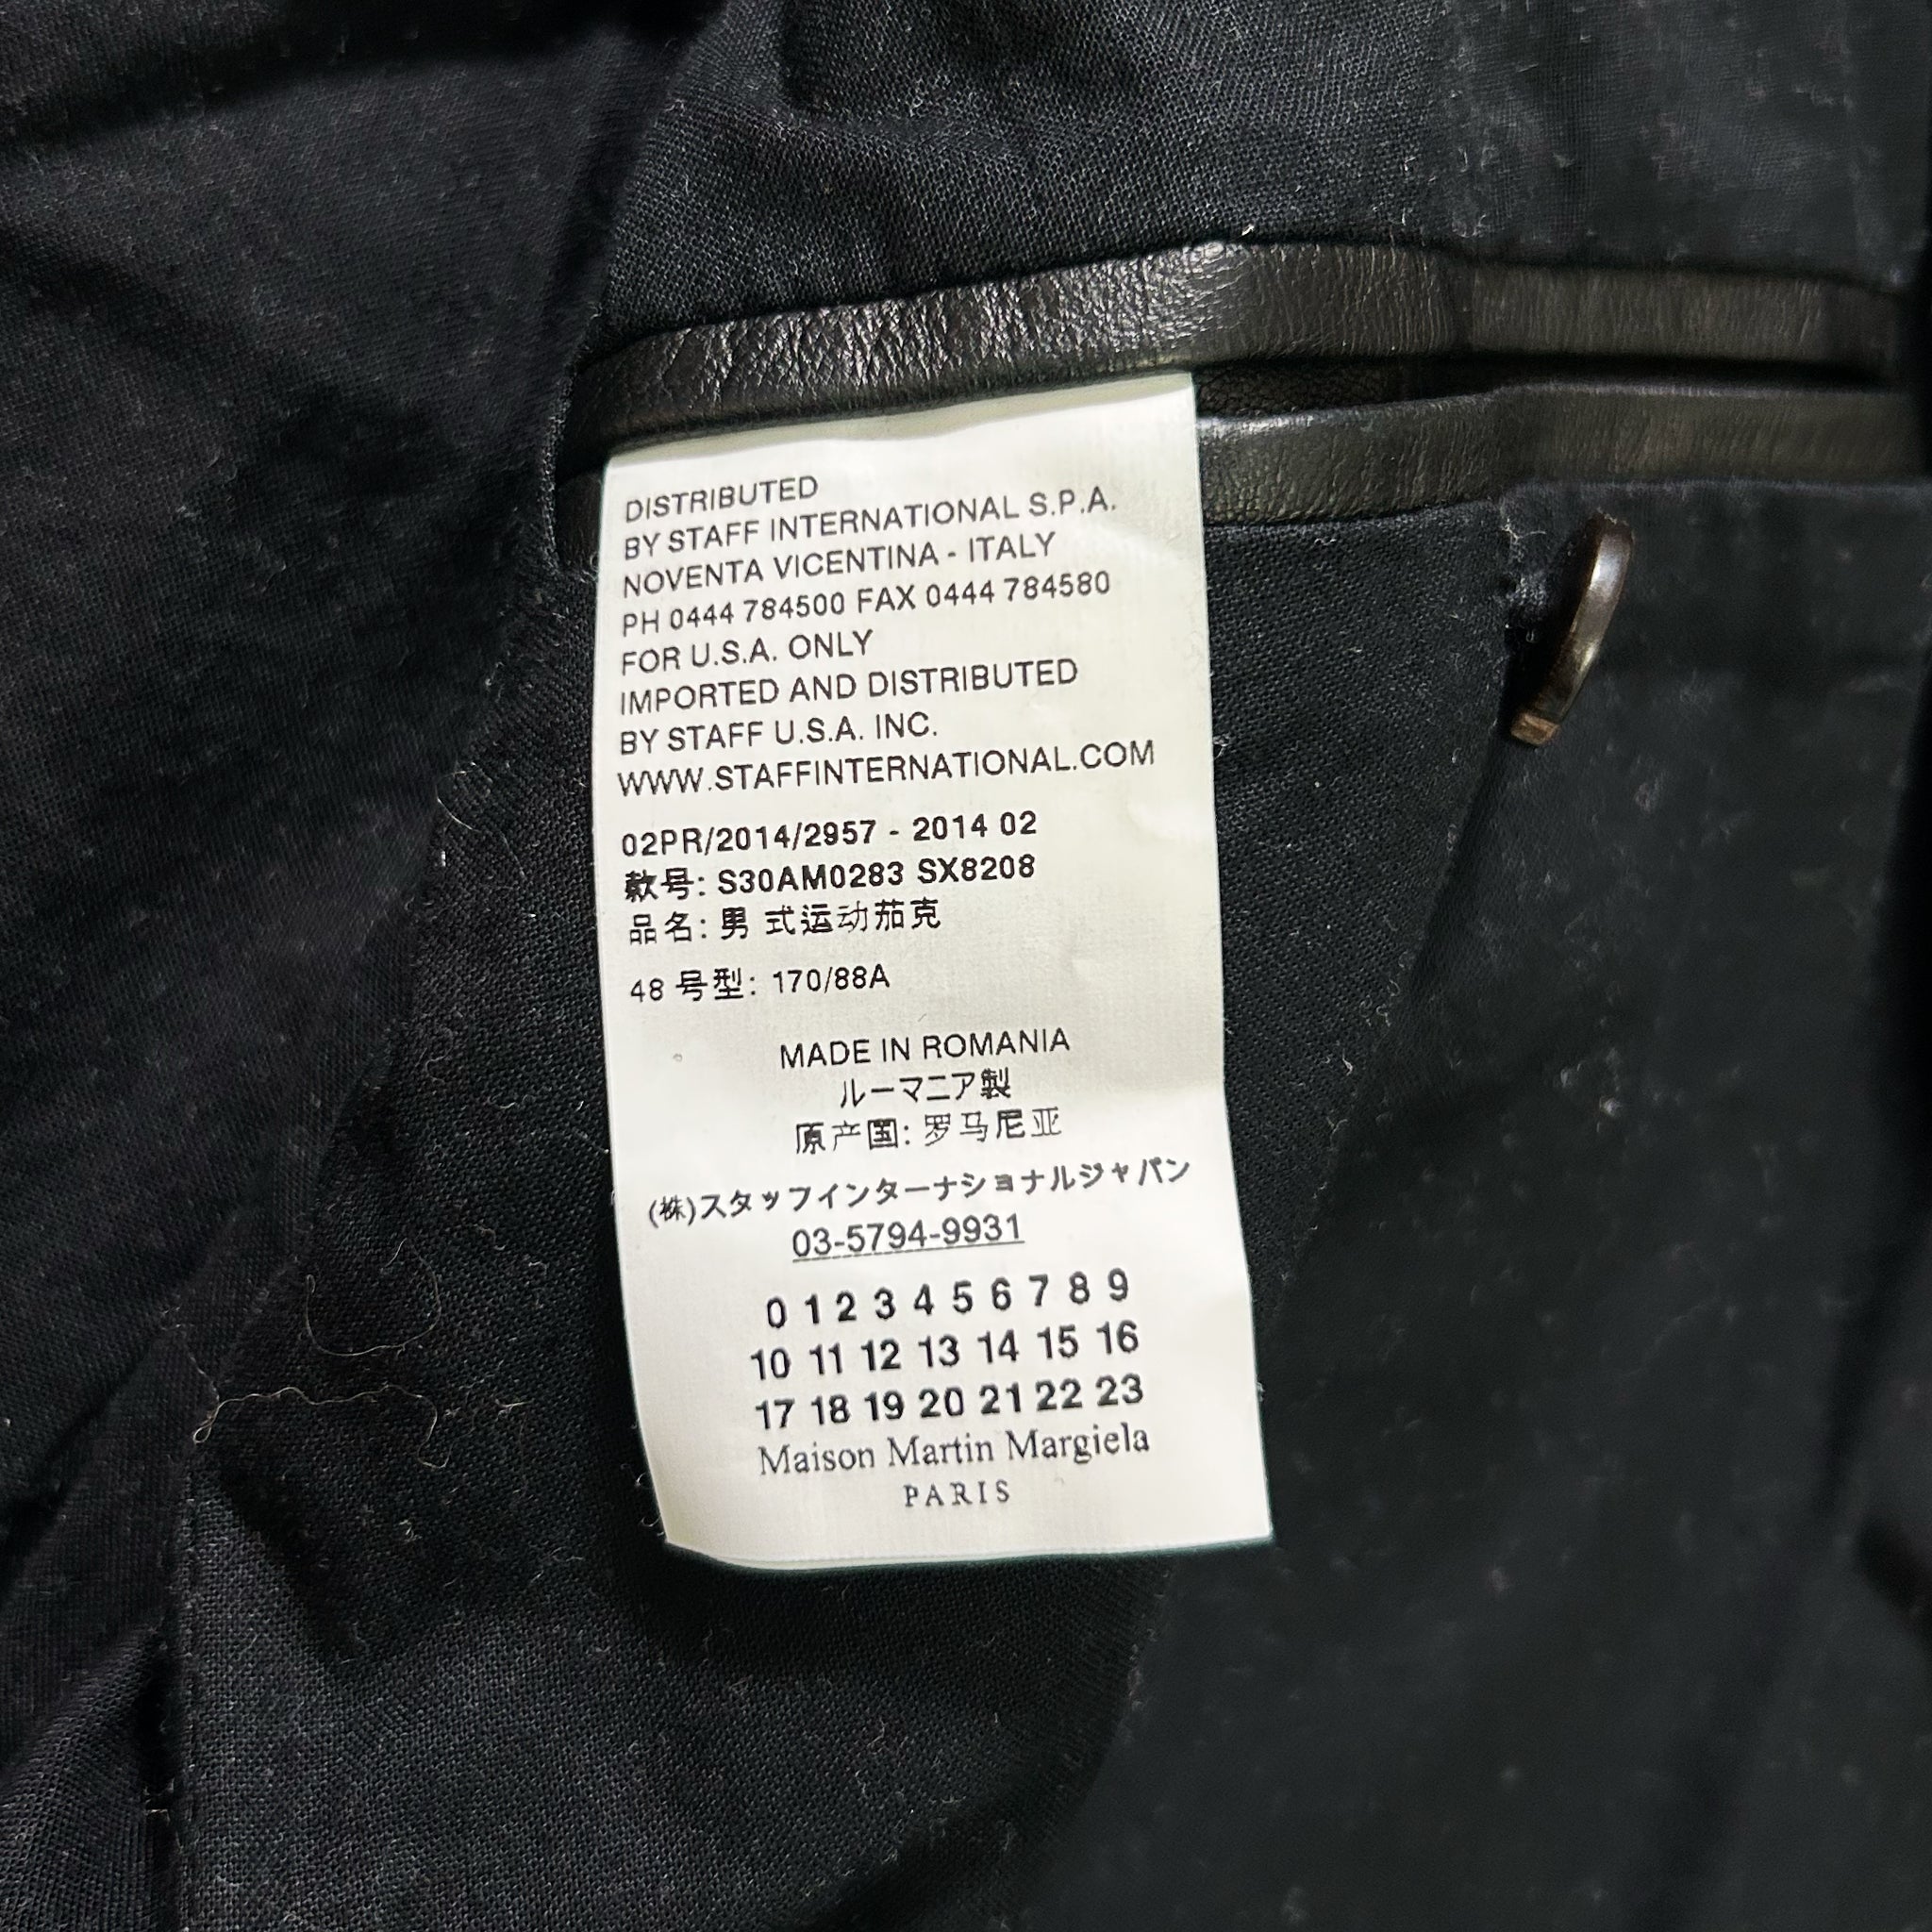 DISTRIBUTED
BY STAFF INTERNATIONAL S.P.A.
NOVENTA VICENTINA - ITALY
PH 0444 784500 FAX 0444 784580
FOR U.S.A. ONLY
IMPORTED AND DISTRIBUTED
BY STAFF U.S.A. INC.
WWW.STAFFINTERNATIONAL.COM
02PR/2014/2957 - 2014 02
款号: S30AM0283 SX8208
品名: 男 式运动茄克
48 号型: 170/88A
MADE IN ROMANIA
ルーマニア製
原产国: 罗马尼亚
(株)スタッフインターナショナルジャパン
03-5794-9931
0 1 2 3 4 5 6 7 8 9
10 11 12 13 14 15 16
17 18 19 20 21 22 23
Maison Martin Margiela
PARIS